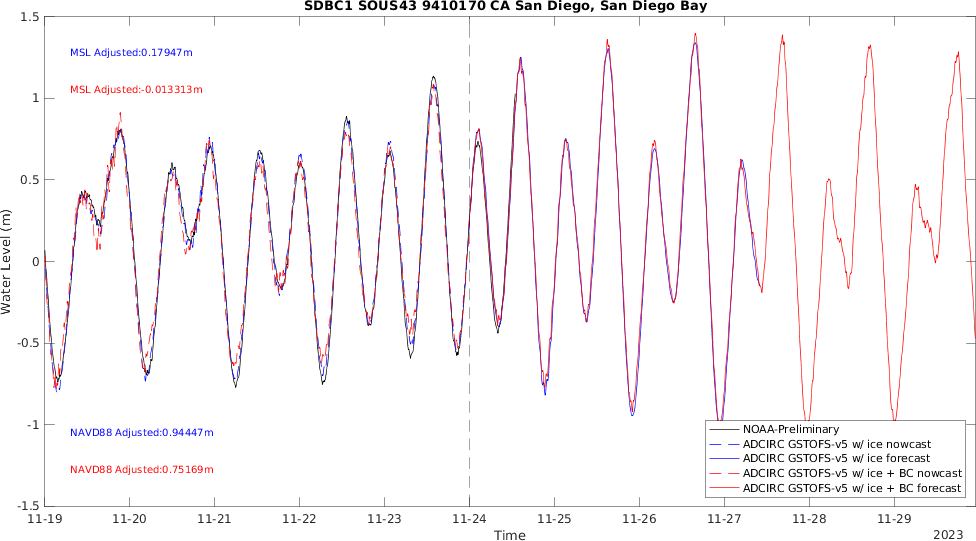 SDBC1 SOUS43 9410170 CA San Diego, San Diego Bay
1.5
MSL Adjusted:0.17947m
MSL Adjusted:-0.013313m
1
0.5
Water Level (m)
0
-0.5
-1
NAVD88 Adjusted:0.94447m
NAVD88 Adjusted:0.75169m
NOAA-Preliminary
ADCIRC GSTOFS-v5 w/ ice nowcast
ADCIRC GSTOFS-v5 w/ ice forecast
ADCIRC GSTOFS-v5 w/ ice + BC nowcast
ADCIRC GSTOFS-v5 w/ ice + BC forecast
-1.5
11-19 11-20 11-21 11-22 11-23 11-24 11-25 11-26 11-27 11-28 11-29
Time
2023